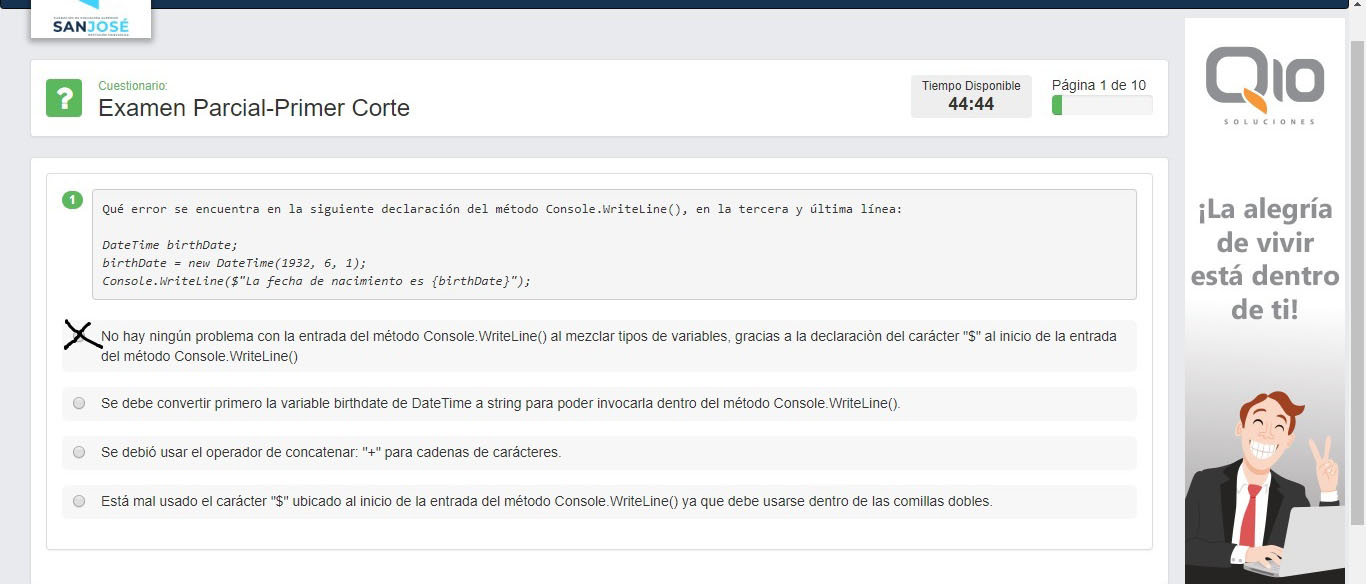 SANJOSÉ
Cuestionario:
Examen Parcial-Primer Corte
Tiempo Disponible
44:44
Página 1 de 10
QIO
SOLUCIONES
1
Qué error se encuentra en la siguiente declaración del método Console.WriteLine(), en la tercera y última línea:
DateTime birthDate;
birthDate = new DateTime(1932, 6, 1);
Console.WriteLine($"La fecha de nacimiento es {birthDate}");
No hay ningún problema con la entrada del método Console.WriteLine() al mezclar tipos de variables, gracias a la declaraciòn del carácter "$" al inicio de la entrada
del método Console.WriteLine()
Se debe convertir primero la variable birthdate de DateTime a string para poder invocarla dentro del método Console.WriteLine().
Se debió usar el operador de concatenar: "+" para cadenas de carácteres.
Está mal usado el carácter "$" ubicado al inicio de la entrada del método Console.WriteLine() ya que debe usarse dentro de las comillas dobles.
¡La alegría
de vivir
está dentro
de ti!